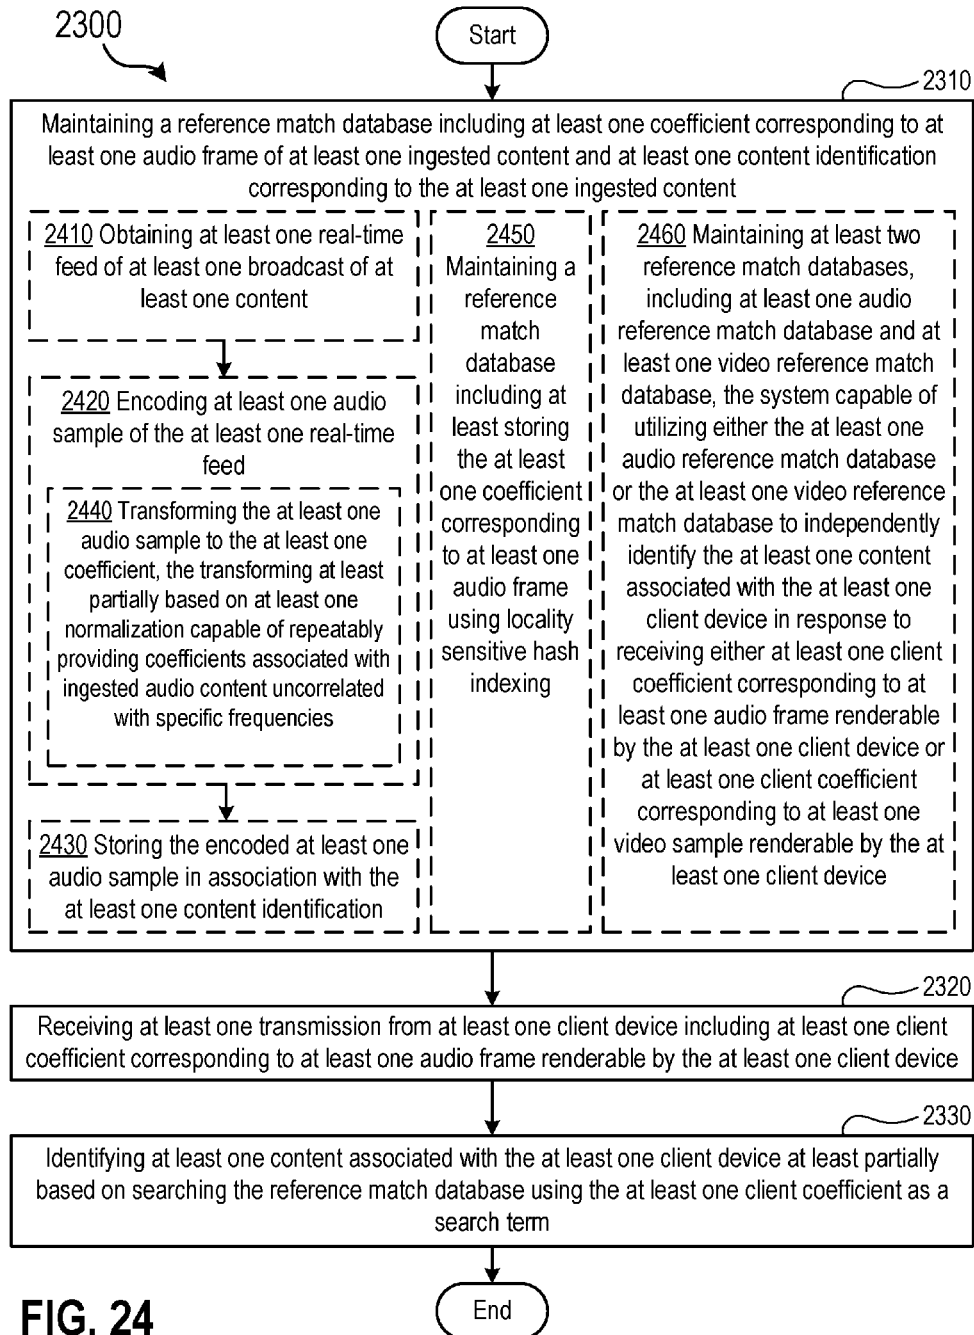 2300
Start
2310
Maintaining a reference match database including at least one coefficient corresponding to at
least one audio frame of at least one ingested content and at least one content identification
corresponding to the at least one ingested content
2410 Obtaining at least one real-time
feed of at least one broadcast of at
least one content
2420 Encoding at least one audio
sample of the at least one real-time
feed
2440 Transforming the at least one
audio sample to the at least one
coefficient, the transforming at least
partially based on at least one
normalization capable of repeatably
providing coefficients associated with
ingested audio content uncorrelated
with specific frequencies
2430 Storing the encoded at least one
audio sample in association with the
at least one content identification
2450
Maintaining a
reference
match
database
including at
least storing
the at least
one coefficient
corresponding
to at least one
audio frame
using locality
sensitive hash
indexing
2460 Maintaining at least two
reference match databases,
including at least one audio
reference match database and at
least one video reference match
database, the system capable of
utilizing either the at least one
audio reference match database
or the at least one video reference
match database to independently
identify the at least one content
associated with the at least one
client device in response to
receiving either at least one client
coefficient corresponding to at
least one audio frame renderable
by the at least one client device or
at least one client coefficient
corresponding to at least one
video sample renderable by the at
least one client device
2320
Receiving at least one transmission from at least one client device including at least one client
coefficient corresponding to at least one audio frame renderable by the at least one client device
2330
Identifying at least one content associated with the at least one client device at least partially
based on searching the reference match database using the at least one client coefficient as a
search term
End
FIG. 24